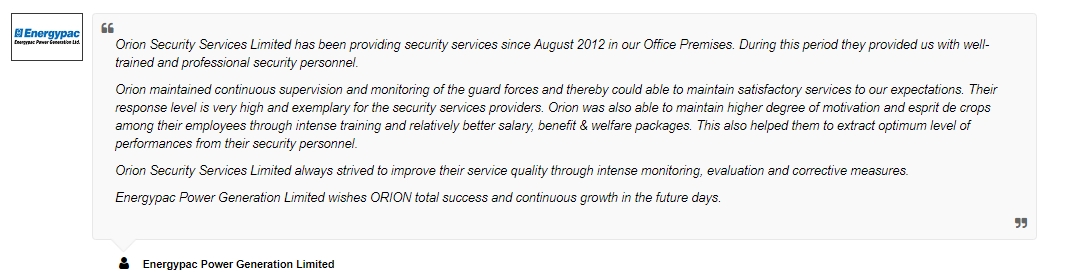 Energypac
Energypac Power Generation Ltd.
“
Orion Security Services Limited has been providing security services since August 2012 in our Office Premises. During this period they provided us with well-
trained and professional security personnel.
Orion maintained continuous supervision and monitoring of the guard forces and thereby could able to maintain satisfactory services to our expectations. Their
response level is very high and exemplary for the security services providers. Orion was also able to maintain higher degree of motivation and esprit de crops
among their employees through intense training and relatively better salary, benefit & welfare packages. This also helped them to extract optimum level of
performances from their security personnel.
Orion Security Services Limited always strived to improve their service quality through intense monitoring, evaluation and corrective measures.
Energypac Power Generation Limited wishes ORION total success and continuous growth in the future days.
”
Energypac Power Generation Limited